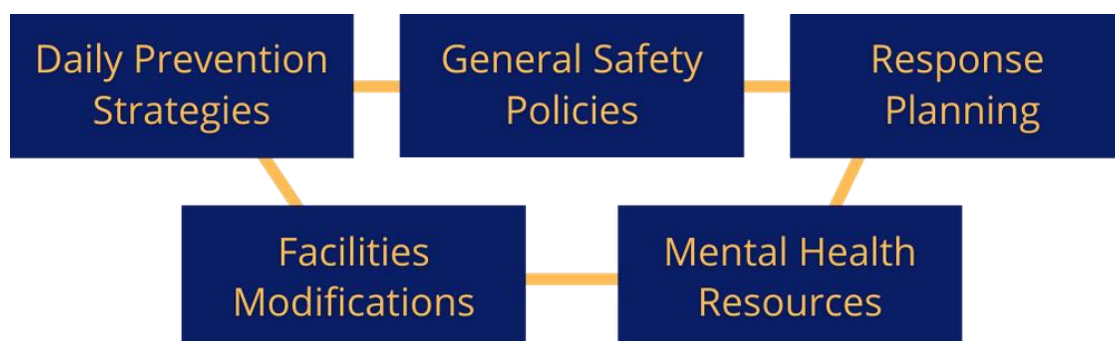 Daily Prevention
Strategies
General Safety
Policies
Response
Planning
Facilities
Modifications
Mental Health
Resources